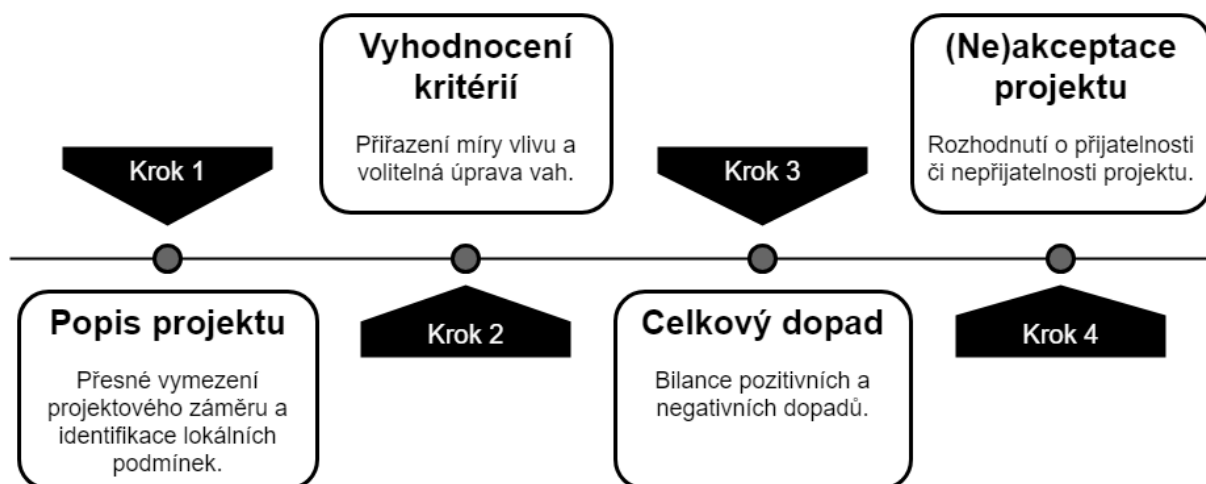 Krok 1
Popis projektu
Přesné vymezení
projektového záměru a
identifikace lokálních
podmínek.
Vyhodnocení
kritérií
Přiřazení míry vlivu a
volitelná úprava vah.
Krok 2
Krok 3
Celkový dopad
Bilance pozitivních a
negativních dopadů.
(Ne)akceptace
projektu
Rozhodnutí o přijatelnosti
či nepřijatelnosti projektu.
Krok 4